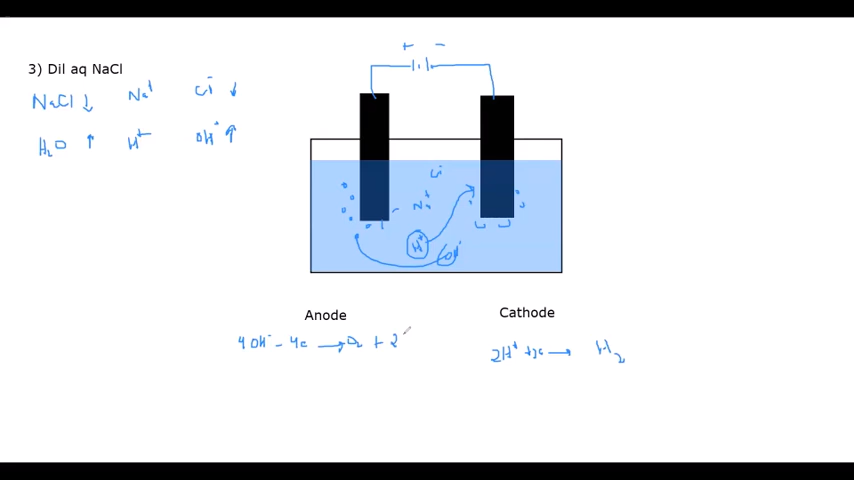 + −
3) Dil aq NaCl
NaCl ↓ Na⁺ Cl⁻ ↓
H₂O ↑ H⁺ OH⁻ ↑
Cl⁻
Na⁺
H⁺
OH⁻
Anode Cathode
4OH⁻ − 4e → O₂ + 2
2H⁺ + 2e → H₂